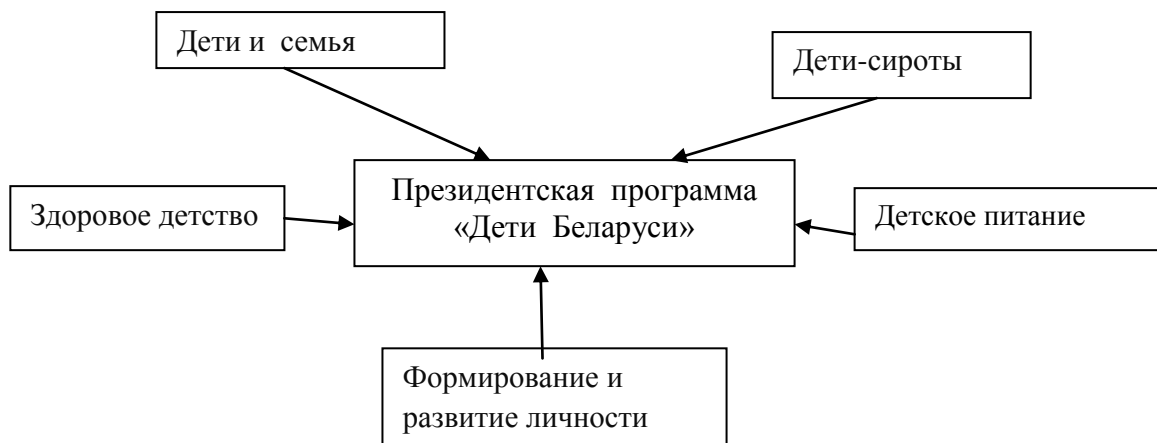 Дети и семья
Дети-сироты
Президентская программа
«Дети Беларуси»
Здоровое детство
Детское питание
Формирование и
развитие личности